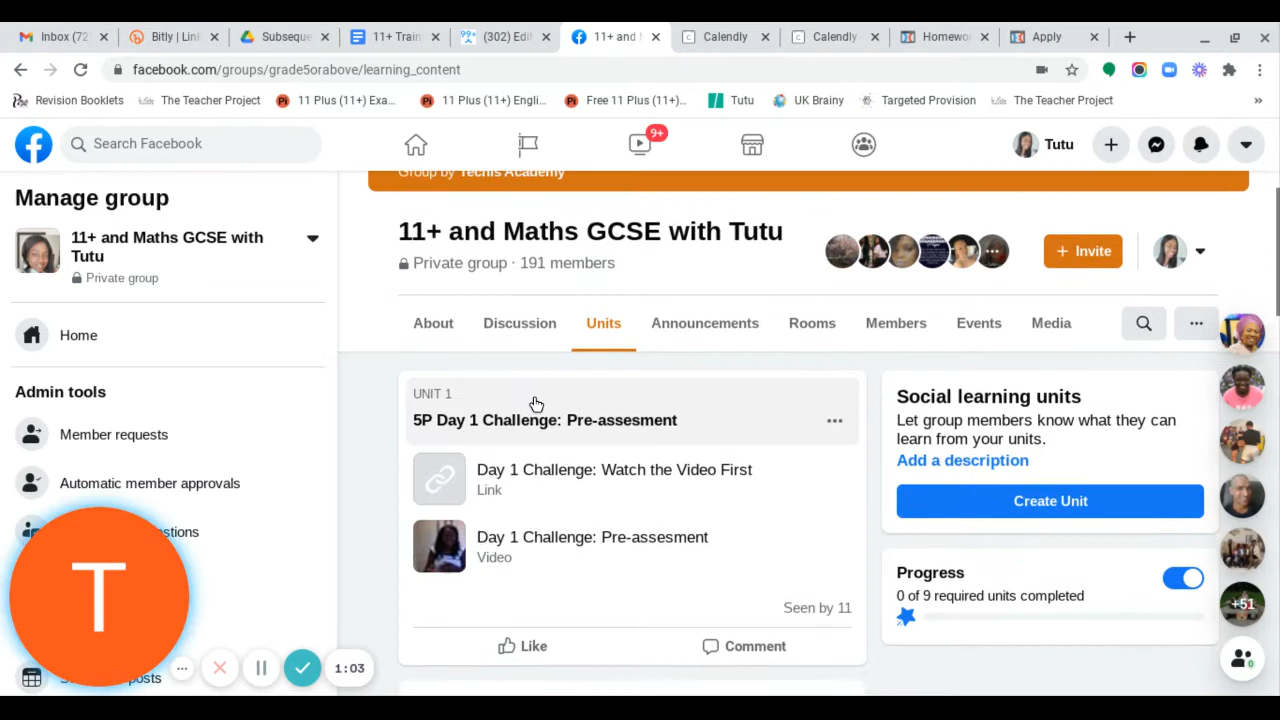 Inbox (72
Bitly | Link
Subseque
11+ Train
(302) Edi
11+ and
Calendly
Calendly
Homewo
Apply
facebook.com/groups/grade5orabove/learning_content
Revision Booklets
The Teacher Project
11 Plus (11+) Exa...
11 Plus (11+) Engli...
Free 11 Plus (11+)...
Tutu
UK Brainy
Targeted Provision
The Teacher Project
»
Search Facebook
9+
Tutu
Manage group
11+ and Maths GCSE with
Tutu
Private group
Home
Admin tools
Member requests
Automatic member approvals
stions
posts
T
1:03
Group by Techis Academy
11+ and Maths GCSE with Tutu
Private group · 191 members
+ Invite
About
Discussion
Units
Announcements
Rooms
Members
Events
Media
UNIT 1
5P Day 1 Challenge: Pre-assesment
Day 1 Challenge: Watch the Video First
Link
Day 1 Challenge: Pre-assesment
Video
Seen by 11
Like
Comment
Social learning units
Let group members know what they can
learn from your units.
Add a description
Create Unit
Progress
0 of 9 required units completed
+51
0